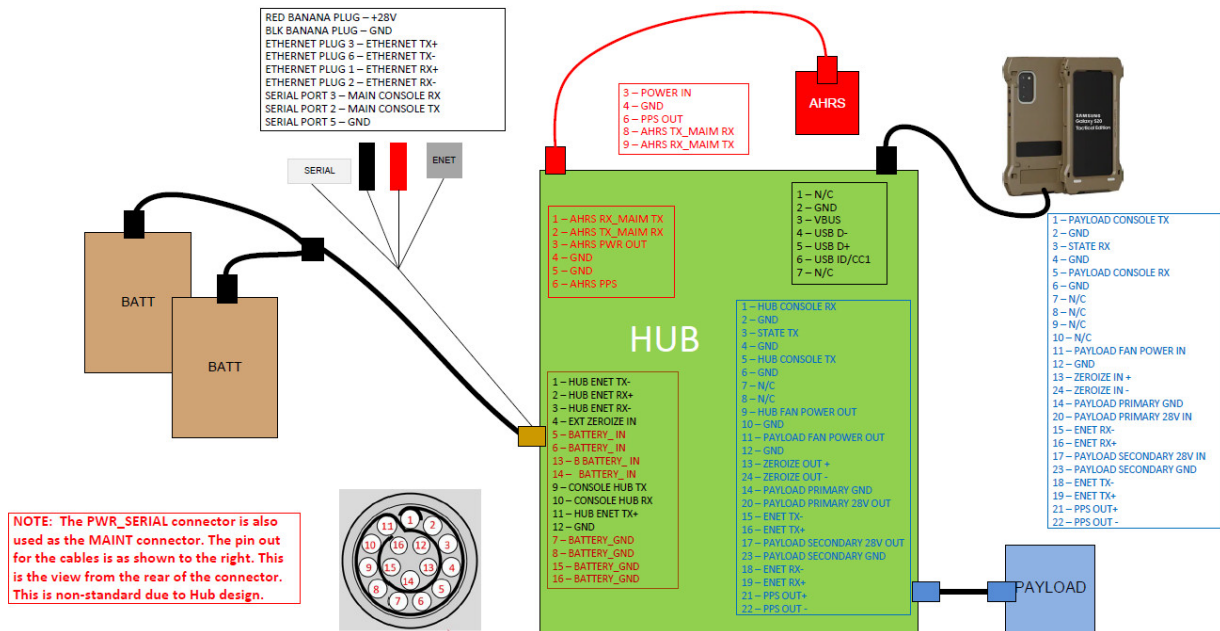 RED BANANA PLUG – +28V
BLK BANANA PLUG – GND
ETHERNET PLUG 3 – ETHERNET TX+
ETHERNET PLUG 6 – ETHERNET TX-
ETHERNET PLUG 1 – ETHERNET RX+
ETHERNET PLUG 2 – ETHERNET RX-
SERIAL PORT 3 – MAIN CONSOLE RX
SERIAL PORT 2 – MAIN CONSOLE TX
SERIAL PORT 5 – GND
SERIAL
ENET
BATT
BATT
3 – POWER IN
4 – GND
6 – PPS OUT
8 – AHRS TX_MAIM RX
9 – AHRS RX_MAIM TX
AHRS
SAMSUNG
Galaxy S20
Tactical Edition
1 – AHRS RX_MAIM TX
2 – AHRS TX_MAIM RX
3 – AHRS PWR OUT
4 – GND
5 – GND
6 – AHRS PPS
1 – N/C
2 – GND
3 – VBUS
4 – USB D-
5 – USB D+
6 – USB ID/CC1
7 – N/C
HUB
1 – HUB ENET TX-
2 – HUB ENET RX+
3 – HUB ENET RX-
4 – EXT ZEROIZE IN
5 – BATTERY_ IN
6 – BATTERY_ IN
13 – B BATTERY_ IN
14 – BATTERY_ IN
9 – CONSOLE HUB TX
10 – CONSOLE HUB RX
11 – HUB ENET TX+
12 – GND
7 – BATTERY_GND
8 – BATTERY_GND
15 – BATTERY_GND
16 – BATTERY_GND
1 – HUB CONSOLE RX
2 – GND
3 – STATE TX
4 – GND
5 – HUB CONSOLE TX
6 – GND
7 – N/C
8 – N/C
9 – HUB FAN POWER OUT
10 – GND
11 – PAYLOAD FAN POWER OUT
12 – GND
13 – ZEROIZE OUT +
24 – ZEROIZE OUT -
14 – PAYLOAD PRIMARY GND
20 – PAYLOAD PRIMARY 28V OUT
15 – ENET TX-
16 – ENET TX+
17 – PAYLOAD SECONDARY 28V OUT
23 – PAYLOAD SECONDARY GND
18 – ENET RX-
19 – ENET RX+
21 – PPS OUT+
22 – PPS OUT -
1 – PAYLOAD CONSOLE TX
2 – GND
3 – STATE RX
4 – GND
5 – PAYLOAD CONSOLE RX
6 – GND
7 – N/C
8 – N/C
9 – N/C
10 – N/C
11 – PAYLOAD FAN POWER IN
12 – GND
13 – ZEROIZE IN +
24 – ZEROIZE IN -
14 – PAYLOAD PRIMARY GND
20 – PAYLOAD PRIMARY 28V IN
15 – ENET RX-
16 – ENET RX+
17 – PAYLOAD SECONDARY 28V IN
23 – PAYLOAD SECONDARY GND
18 – ENET TX-
19 – ENET TX+
21 – PPS OUT+
22 – PPS OUT -
PAYLOAD
NOTE: The PWR_SERIAL connector is also
used as the MAINT connector. The pin out
for the cables is as shown to the right. This
is the view from the rear of the connector.
This is non-standard due to Hub design.
11 1 2
10 16 12 3
9 15 13 4
8 14 5
7 6